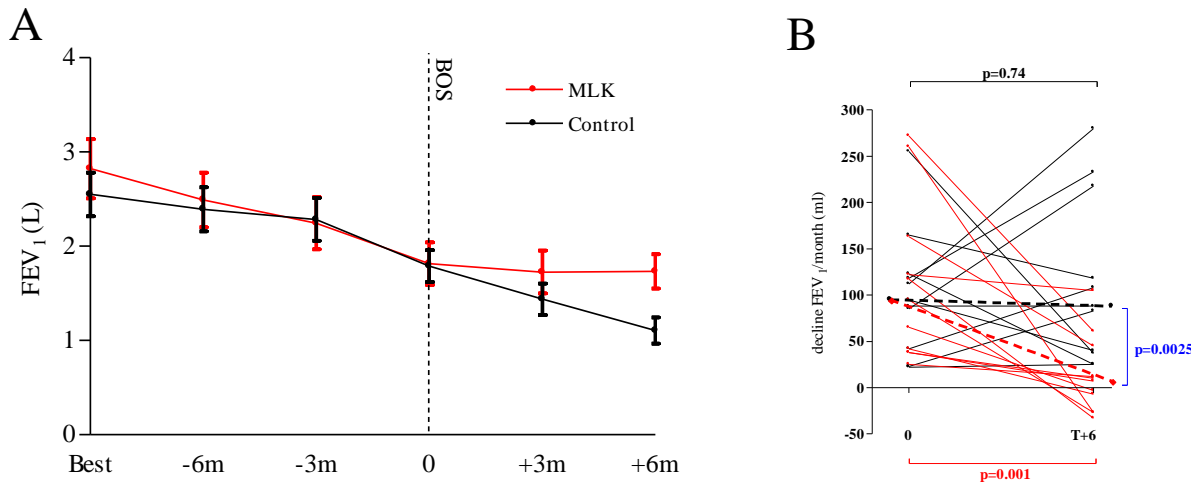 A
FEV1 (L)
4
3
2
1
0
Best
-6m
-3m
0
+3m
+6m
BOS
MLK
Control
B
p=0.74
decline FEV1/month (ml)
300
250
200
150
100
50
0
-50
0
T+6
p=0.0025
p=0.001